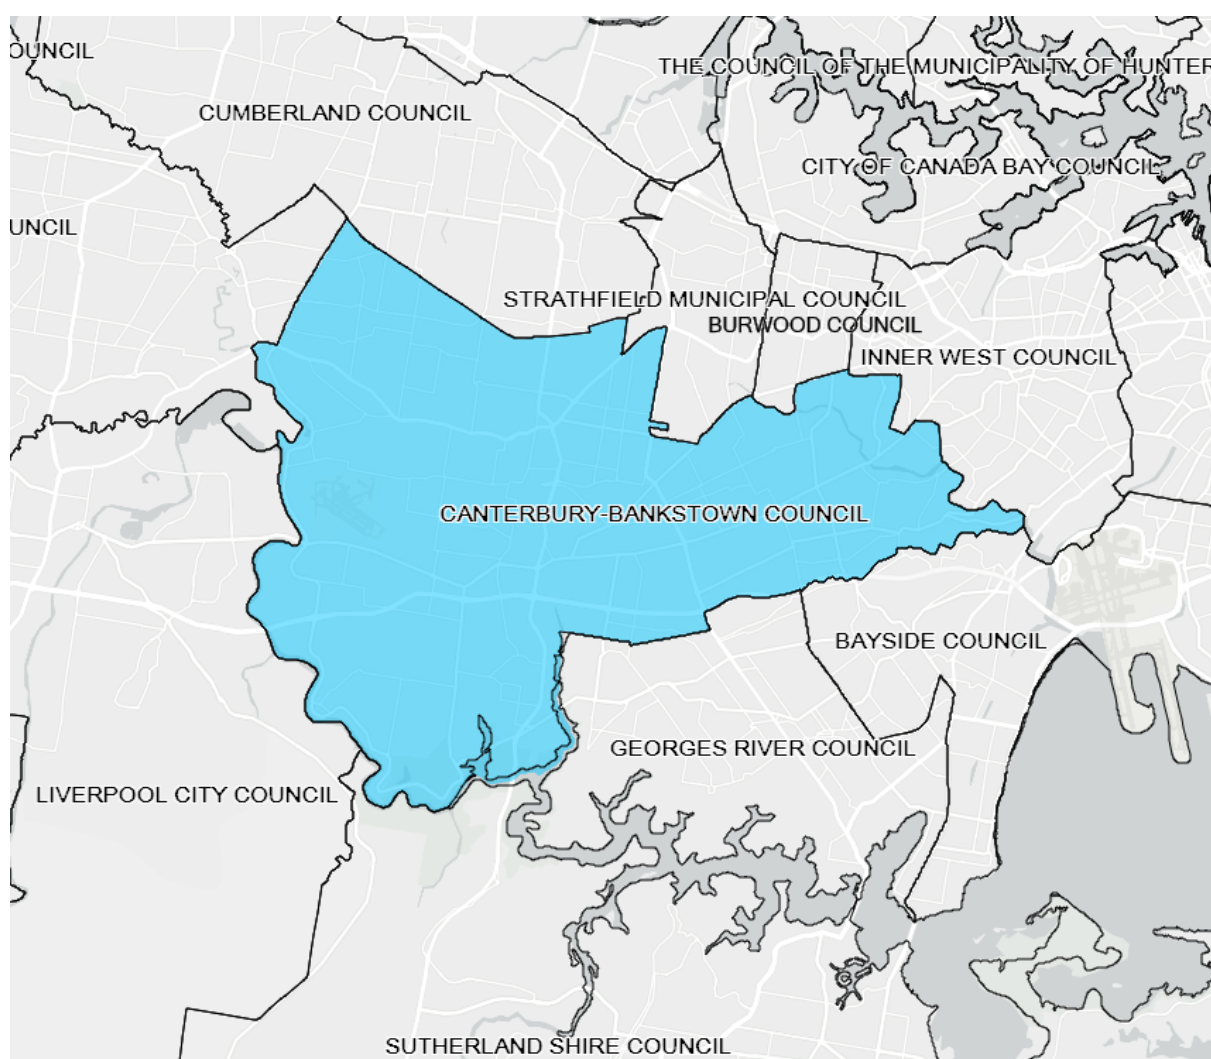 OUNCIL
THE COUNCIL OF THE MUNICIPALITY OF HUNTER
CUMBERLAND COUNCIL
CITY OF CANADA BAY COUNCIL
UNCIL
STRATHFIELD MUNICIPAL COUNCIL
BURWOOD COUNCIL
INNER WEST COUNCIL
CANTERBURY-BANKSTOWN COUNCIL
BAYSIDE COUNCIL
GEORGES RIVER COUNCIL
LIVERPOOL CITY COUNCIL
SUTHERLAND SHIRE COUNCIL